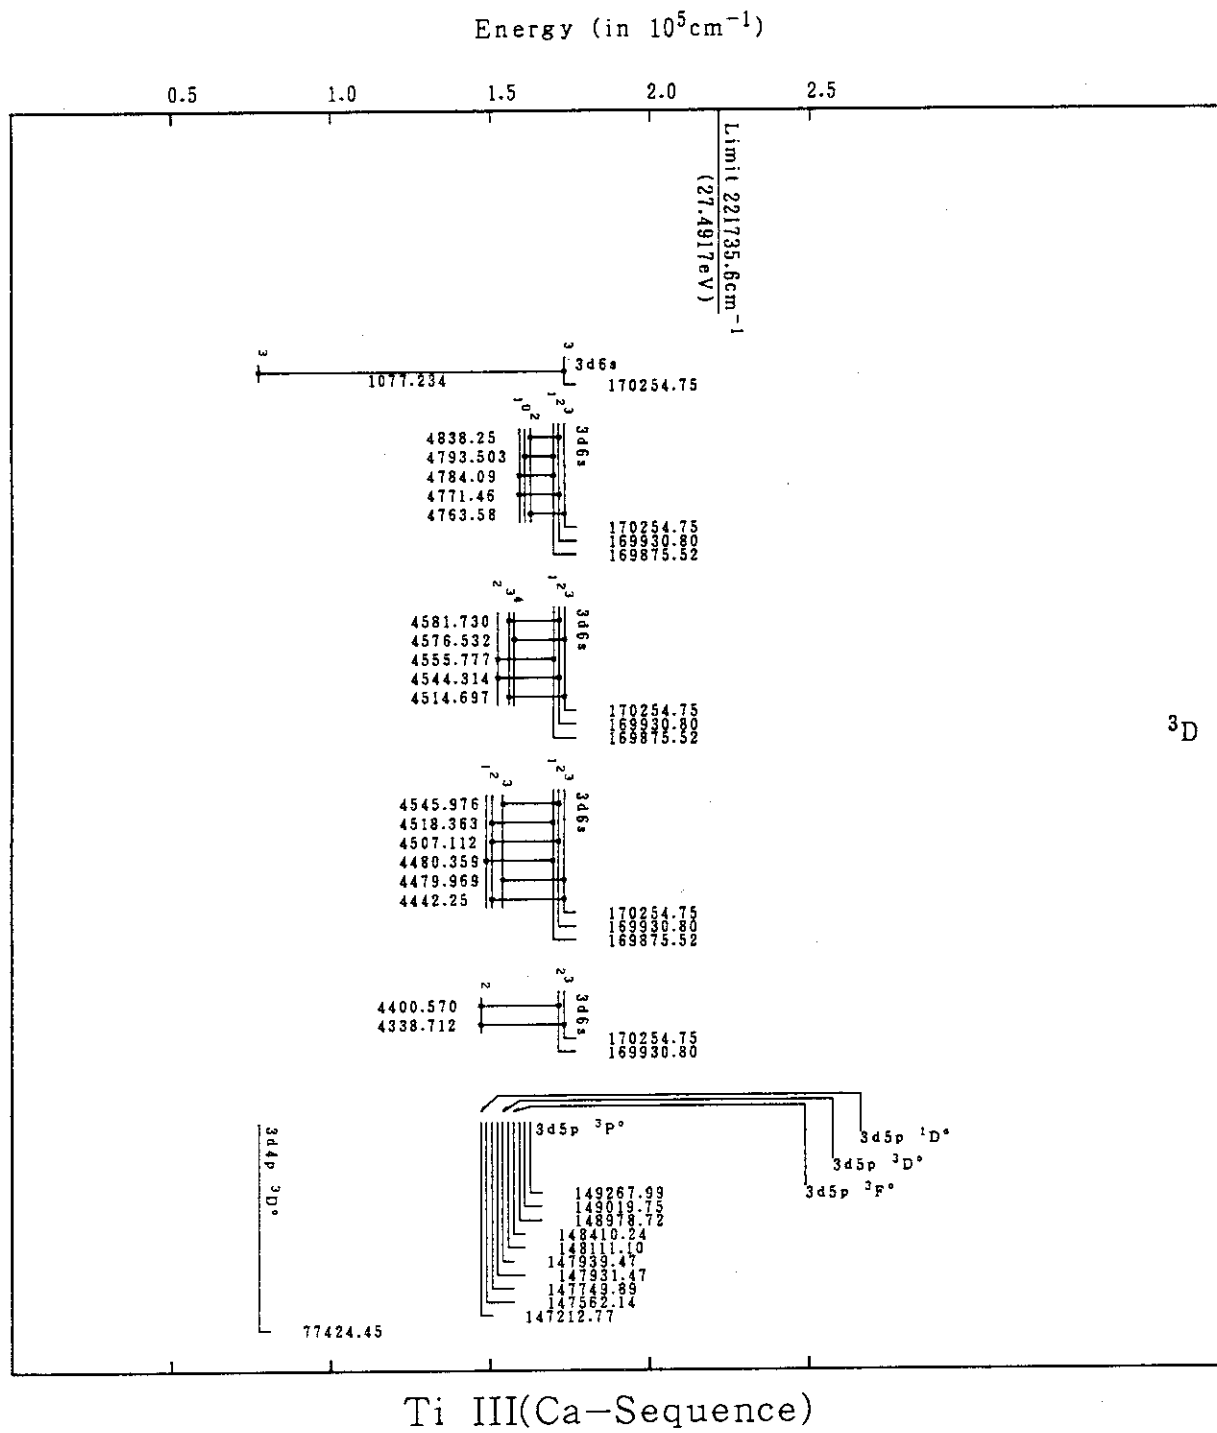 Energy (in 10⁵cm⁻¹)
0.5 1.0 1.5 2.0 2.5
Limit 221735.6cm⁻¹
(27.4917eV)
3 3
3d6s
1077.234
170254.75
1 0 2 1 2 3
3d6s
4838.25
4793.503
4784.09
4771.46
4763.58
170254.75
169930.80
169875.52
2 3 4 1 2 3
3d6s
4581.730
4576.532
4555.777
4544.314
4514.697
170254.75
169930.80
169875.52
³D
1 2 3 1 2 3
3d6s
4545.976
4518.363
4507.112
4480.359
4479.969
4442.25
170254.75
169930.80
169875.52
2 2 3
3d6s
4400.570
4338.712
170254.75
169930.80
3d4p ³D°
3d5p ³P°
3d5p ¹D°
3d5p ³D°
3d5p ³F°
149267.99
149019.75
148978.72
148410.24
148111.10
147939.47
147931.47
147749.89
147562.14
147212.77
77424.45
Ti III(Ca-Sequence)